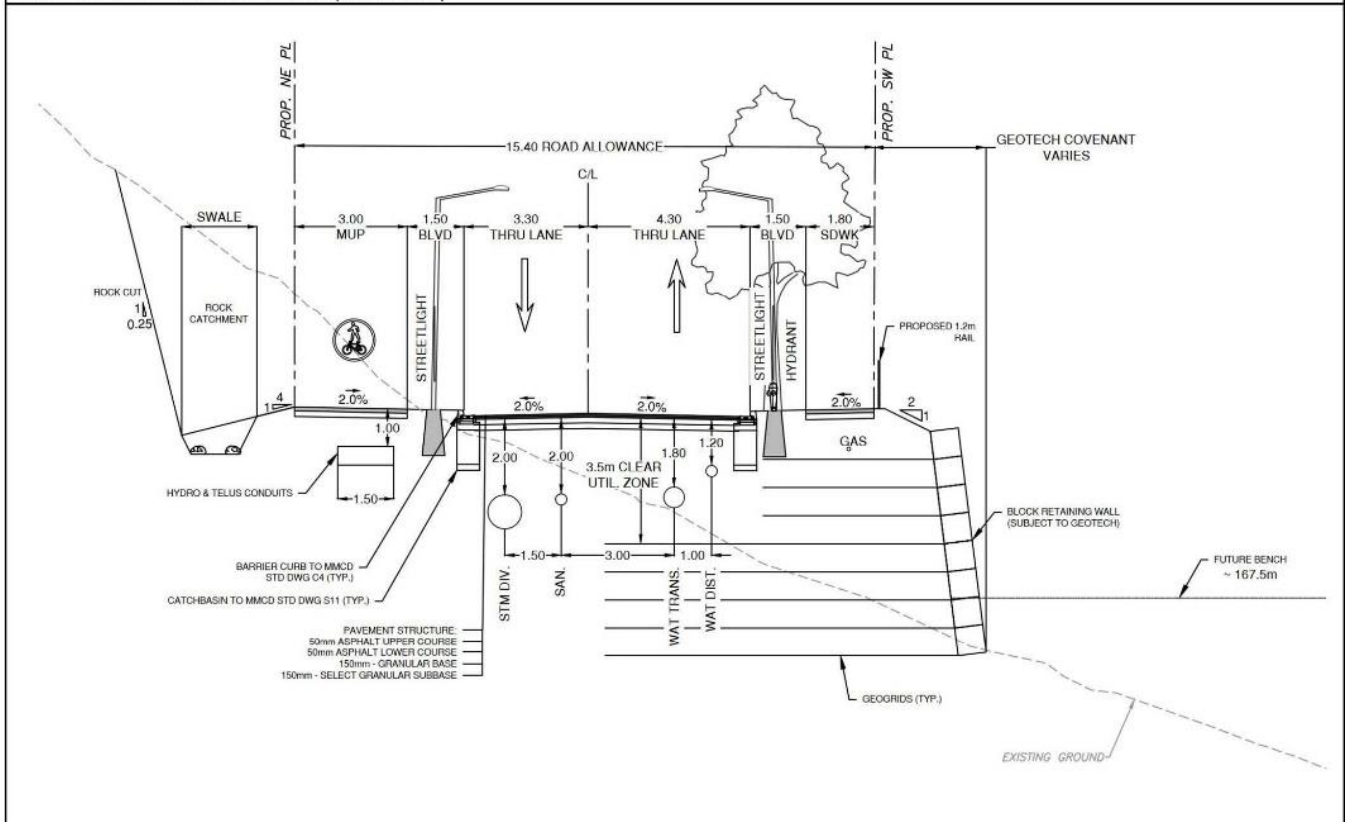 PROP. NE PL
PROP. SW PL
15.40 ROAD ALLOWANCE
GEOTECH COVENANT
VARIES
C/L
SWALE
3.00
MUP
1.50
BLVD
3.30
THRU LANE
4.30
THRU LANE
1.50
BLVD
1.80
SDWK
ROCK CUT
1
0.25
ROCK
CATCHMENT
STREETLIGHT
STREETLIGHT
HYDRANT
PROPOSED 1.2m
RAIL
4
1
2.0%
2.0%
2.0%
2.0%
2
1
1.00
2.00
2.00
3.5m CLEAR
UTIL. ZONE
1.80
1.20
GAS
HYDRO & TELUS CONDUITS
1.50
BLOCK RETAINING WALL
(SUBJECT TO GEOTECH)
1.50
3.00
1.00
BARRIER CURB TO MMCD
STD DWG C4 (TYP.)
CATCHBASIN TO MMCD STD DWG S11 (TYP.)
STM DIV.
SAN.
WAT TRANS.
WAT DIST.
FUTURE BENCH
~ 167.5m
PAVEMENT STRUCTURE:
50mm ASPHALT UPPER COURSE
50mm ASPHALT LOWER COURSE
150mm - GRANULAR BASE
150mm - SELECT GRANULAR SUBBASE
GEOGRIDS (TYP.)
EXISTING GROUND